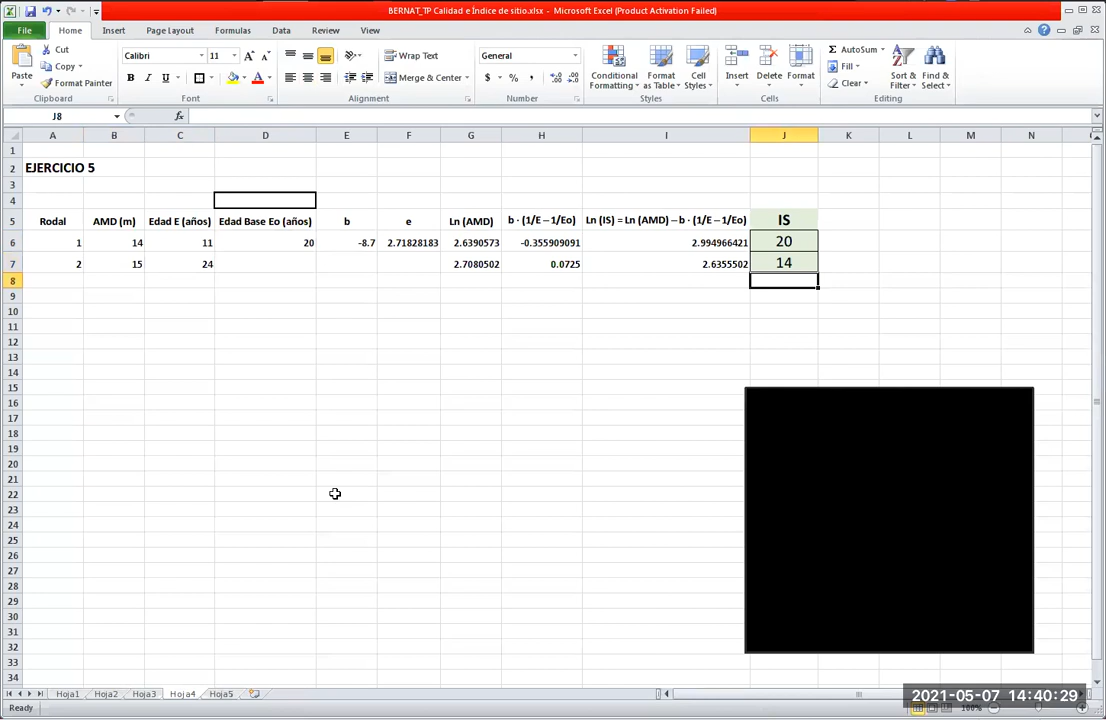 BERNAT_TP Calidad e Índice de sitio.xlsx - Microsoft Excel (Product Activation Failed)
File Home Insert Page Layout Formulas Data Review View
Cut
Copy
Format Painter
Paste
Clipboard
Calibri 11
Font
Wrap Text
Merge & Center
Alignment
General
Number
Conditional Formatting
Format as Table
Cell Styles
Styles
Insert Delete Format
Cells
AutoSum
Fill
Clear
Sort & Filter
Find & Select
Editing
J8 fx
A B C D E F G H I J K L M N
1
2 EJERCICIO 5
3
4
5 Rodal AMD (m) Edad E (años) Edad Base Eo (años) b e Ln (AMD) b · (1/E – 1/Eo) Ln (IS) = Ln (AMD) – b · (1/E – 1/Eo) IS
6 1 14 11 20 -8.7 2.71828183 2.6390573 -0.355909091 2.994966421 20
7 2 15 24 2.7080502 0.0725 2.6355502 14
8
9
10
11
12
13
14
15
16
17
18
19
20
21
22
23
24
25
26
27
28
29
30
31
32
33
34
Hoja1 Hoja2 Hoja3 Hoja4 Hoja5
Ready
100%
2021-05-07 14:40:29